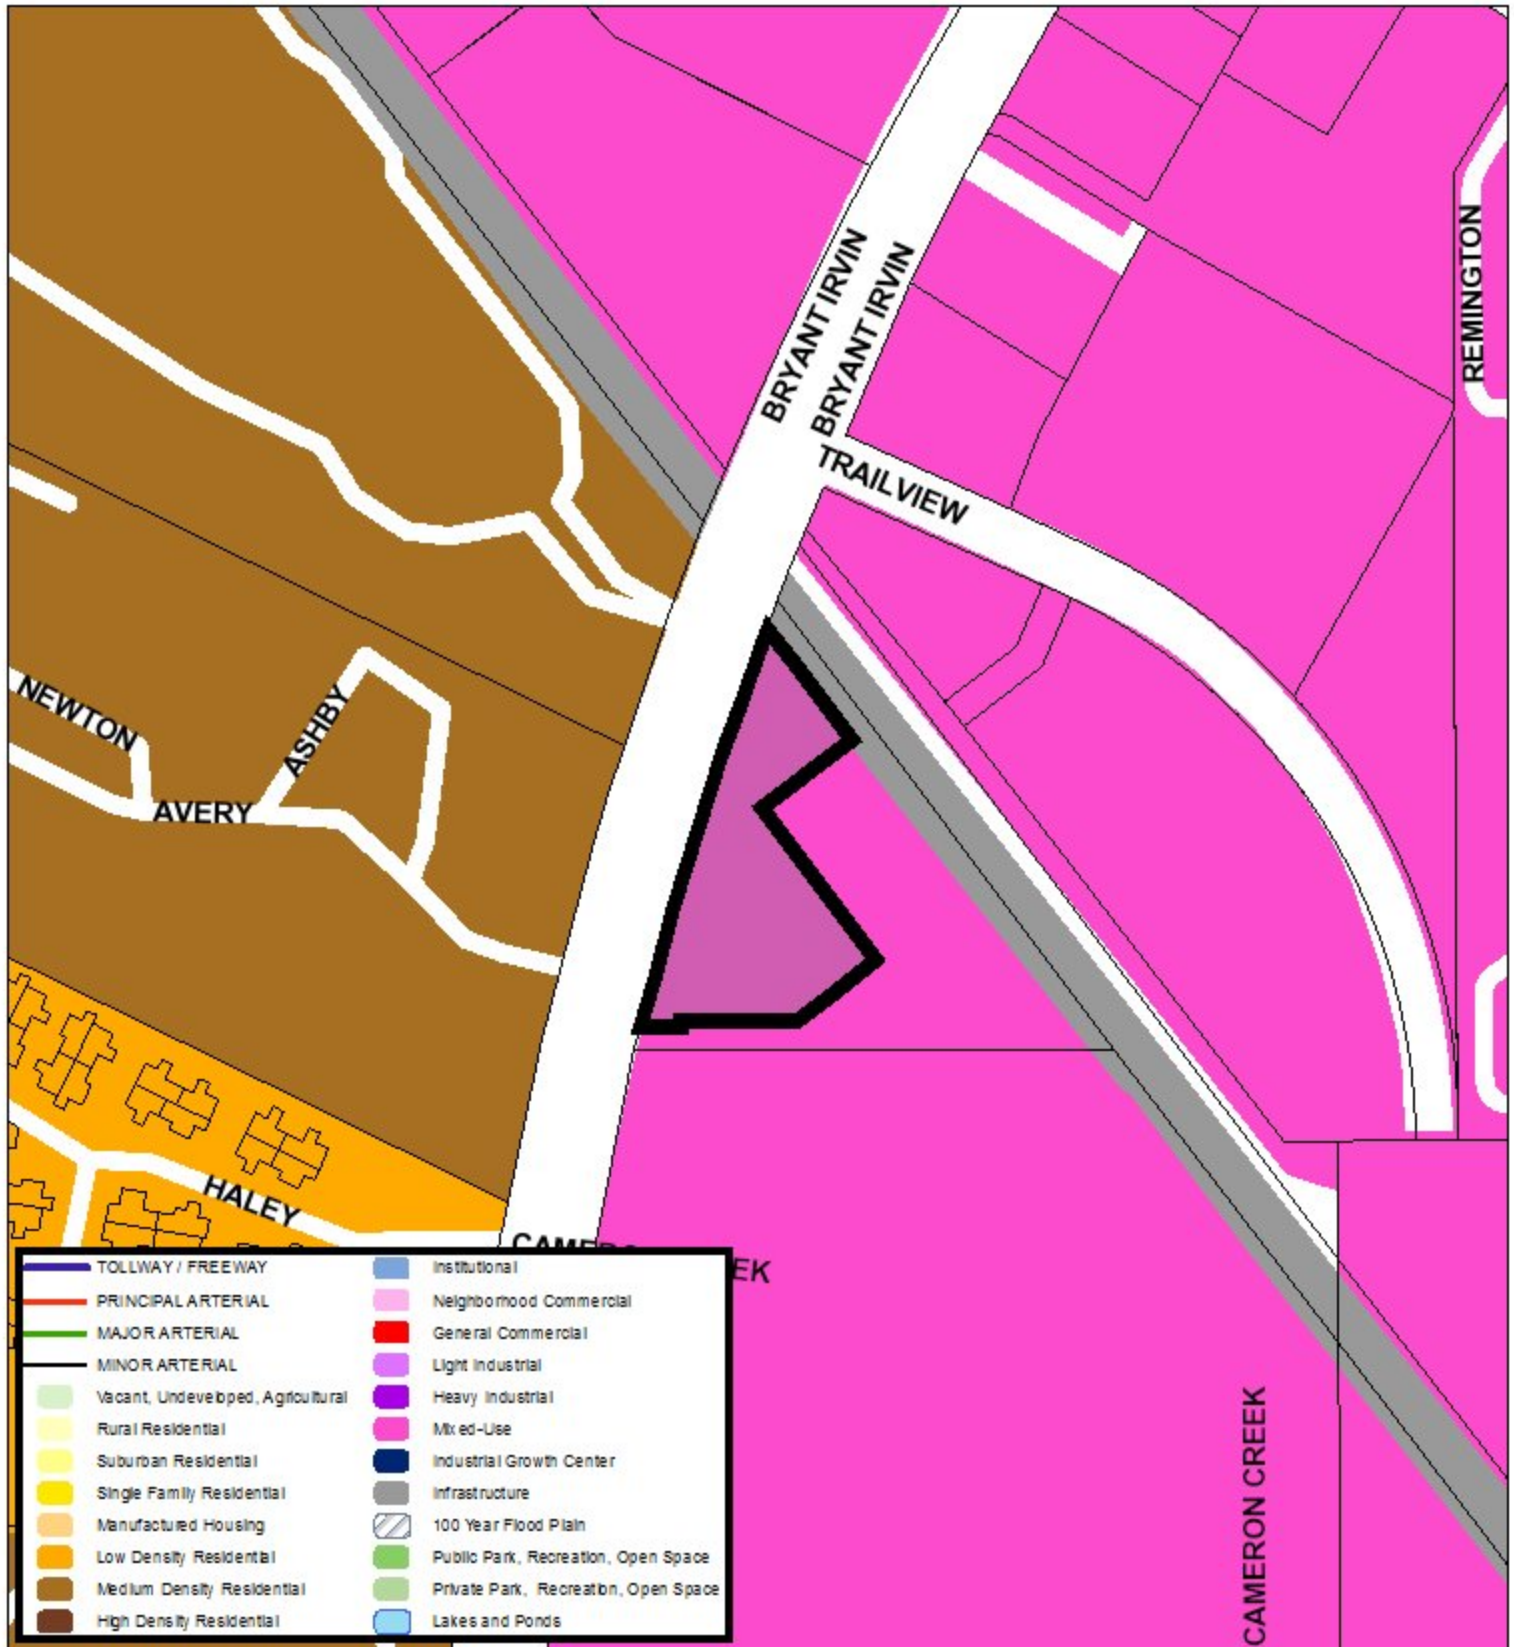 REMINGTON
BRYANT IRVIN
BRYANT IRVIN
TRAILVIEW
NEWTON
ASHBY
AVERY
HALEY
EK
CAMERON CREEK
TOLLWAY / FREEWAY
PRINCIPAL ARTERIAL
MAJOR ARTERIAL
MINOR ARTERIAL
Vacant, Undeveloped, Agricultural
Rural Residential
Suburban Residential
Single Family Residential
Manufactured Housing
Low Density Residential
Medium Density Residential
High Density Residential
Institutional
Neighborhood Commercial
General Commercial
Light Industrial
Heavy Industrial
Mixed-Use
Industrial Growth Center
Infrastructure
100 Year Flood Plain
Public Park, Recreation, Open Space
Private Park, Recreation, Open Space
Lakes and Ponds